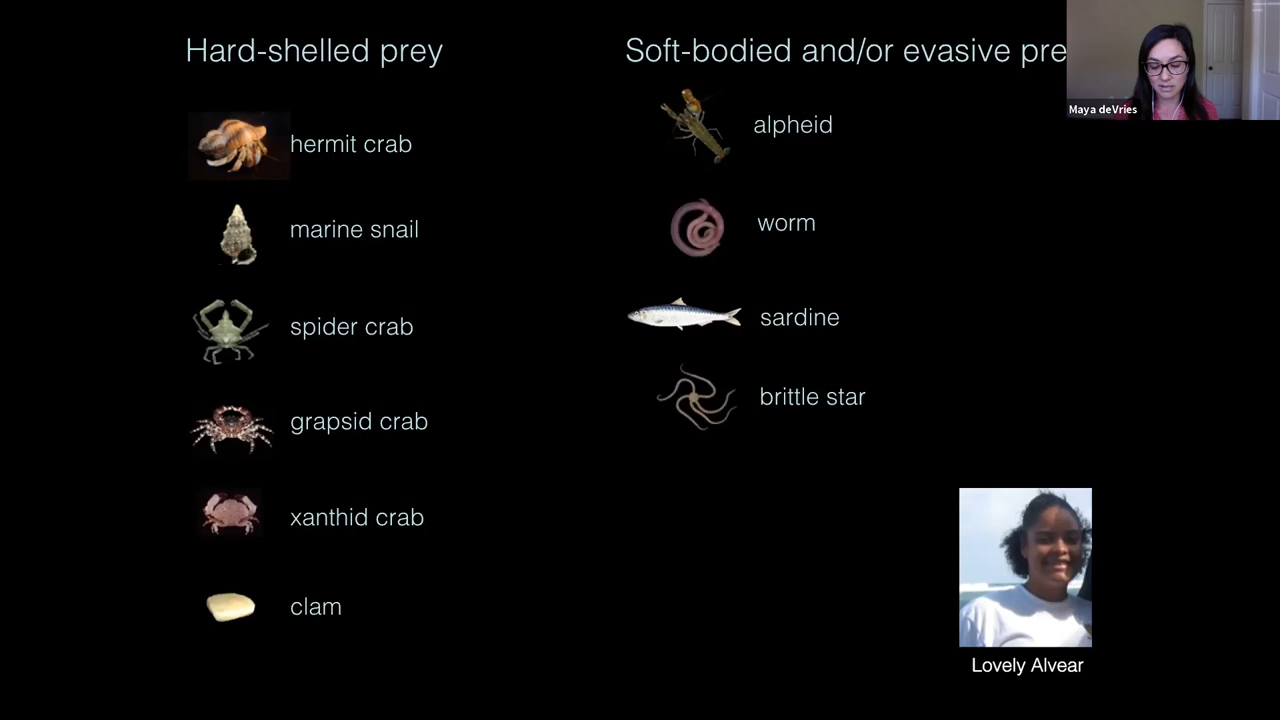 Hard-shelled prey
hermit crab
marine snail
spider crab
grapsid crab
xanthid crab
clam
Soft-bodied and/or evasive pre
alpheid
worm
sardine
brittle star
Maya deVries
Lovely Alvear